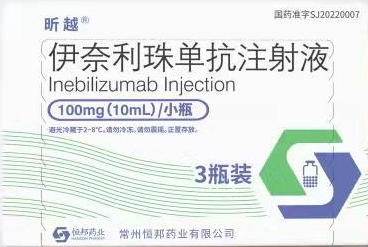 国药准字SJ20220007
昕越®
伊奈利珠单抗注射液
Inebilizumab Injection
100mg(10mL)/小瓶
避光冷藏于2~8℃。请勿冷冻。请勿震摇。正置存放。
3瓶装
恒邦药业
常州恒邦药业有限公司